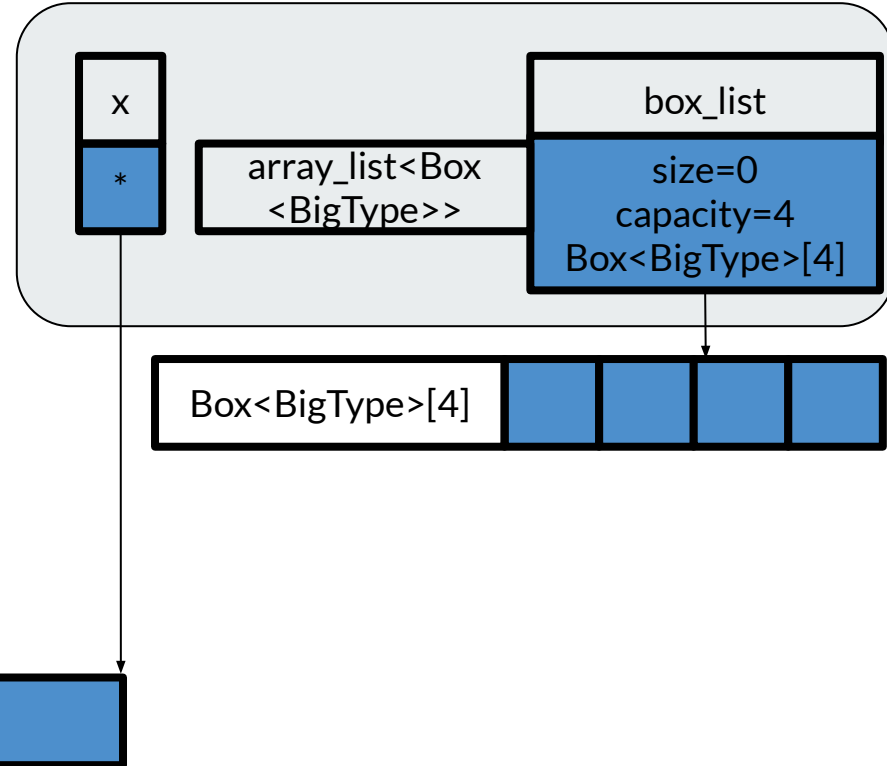 x
box_list
*
array_list<Box
<BigType>>
size=0
capacity=4
Box<BigType>[4]
Box<BigType>[4]